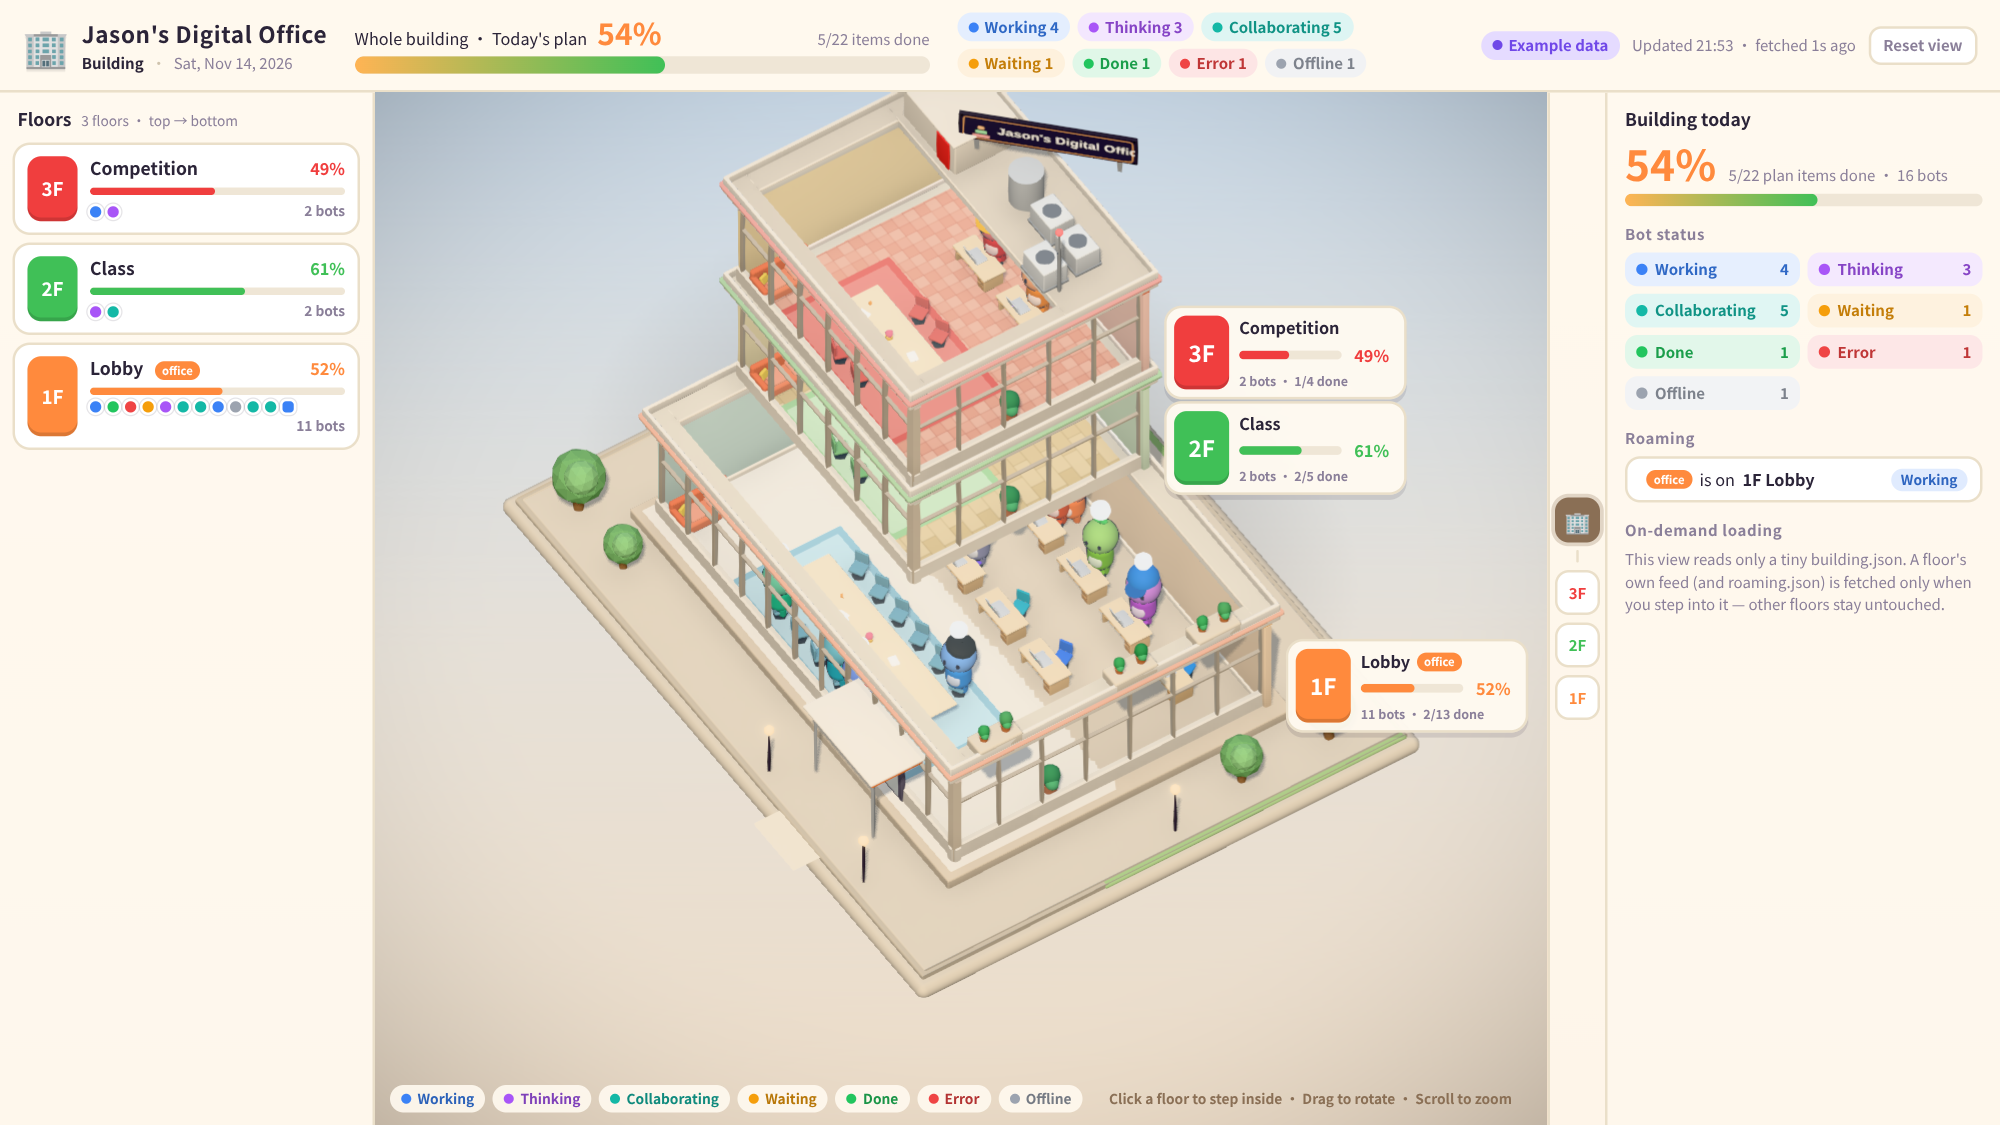 Jason's Digital Office
Building • Sat, Nov 14, 2026
Whole building • Today's plan 54% 5/22 items done
Working 4 Thinking 3 Collaborating 5
Waiting 1 Done 1 Error 1 Offline 1
Example data Updated 21:53 • fetched 1s ago Reset view
Floors 3 floors • top → bottom
3F Competition 49%
2 bots
2F Class 61%
2 bots
1F Lobby office 52%
11 bots
Jason's Digital Offic
3F Competition
49%
2 bots • 1/4 done
2F Class
61%
2 bots • 2/5 done
1F Lobby office
52%
11 bots • 2/13 done
Working Thinking Collaborating Waiting Done Error Offline
Click a floor to step inside • Drag to rotate • Scroll to zoom
3F
2F
1F
Building today
54% 5/22 plan items done • 16 bots
Bot status
Working 4 Thinking 3
Collaborating 5 Waiting 1
Done 1 Error 1
Offline 1
Roaming
office is on 1F Lobby Working
On-demand loading
This view reads only a tiny building.json. A floor's
own feed (and roaming.json) is fetched only when
you step into it — other floors stay untouched.